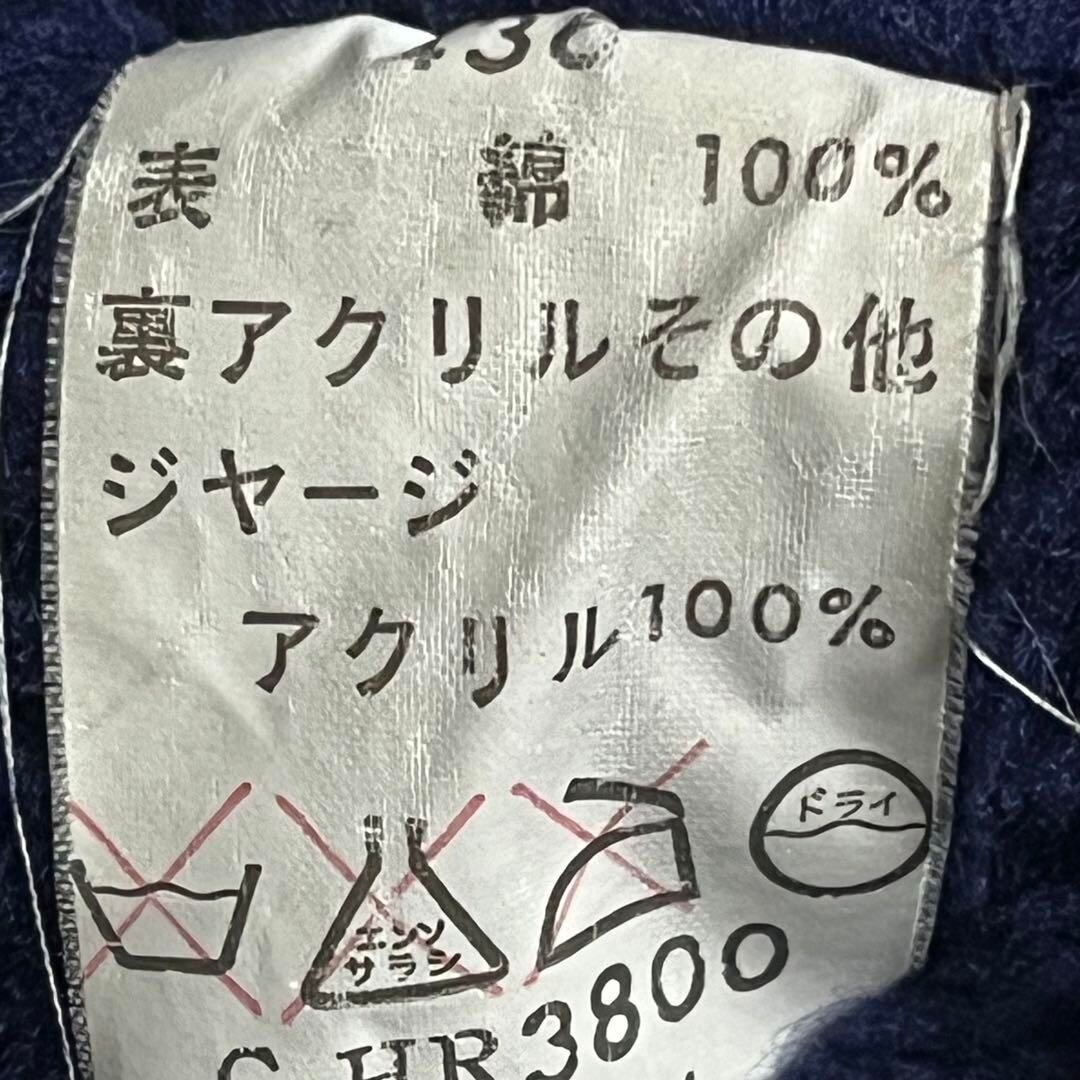 表 綿 100%
裏アクリルその他
ジヤージ
アクリル100%
ドライ
エンソ
サラシ
HR3800